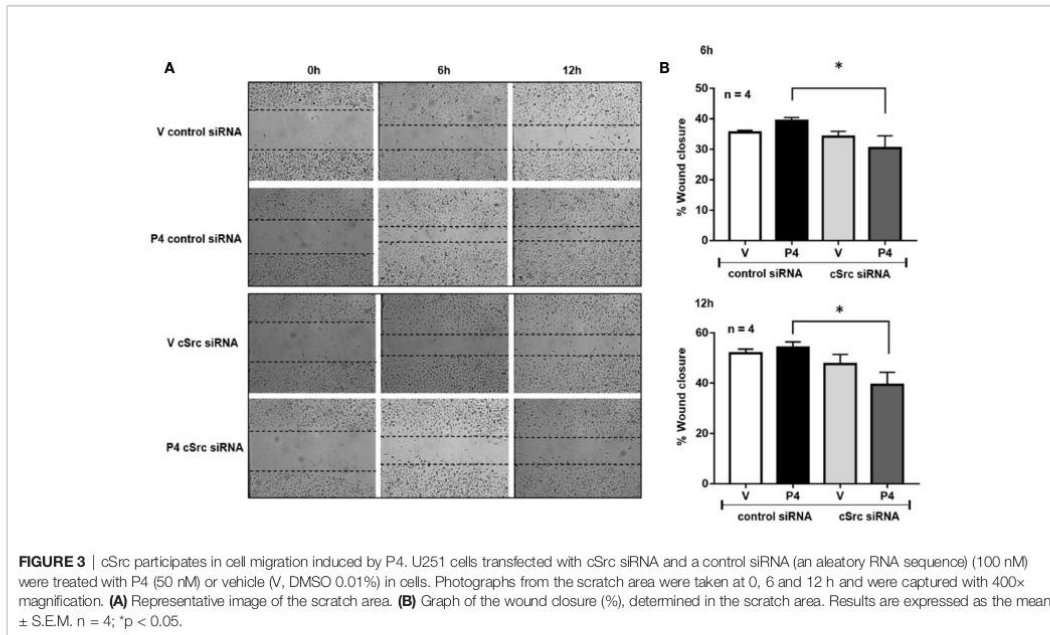 A
0h 6h 12h
V control siRNA
P4 control siRNA
V cSrc siRNA
P4 cSrc siRNA
B
6h
n = 4
*
% Wound closure
50
40
30
20
10
0
V P4 V P4
control siRNA cSrc siRNA
12h
n = 4
*
% Wound closure
60
40
20
0
V P4 V P4
control siRNA cSrc siRNA
FIGURE 3 | cSrc participates in cell migration induced by P4. U251 cells transfected with cSrc siRNA and a control siRNA (an aleatory RNA sequence) (100 nM)
were treated with P4 (50 nM) or vehicle (V, DMSO 0.01%) in cells. Photographs from the scratch area were taken at 0, 6 and 12 h and were captured with 400×
magnification. (A) Representative image of the scratch area. (B) Graph of the wound closure (%), determined in the scratch area. Results are expressed as the mean
± S.E.M. n = 4; *p < 0.05.